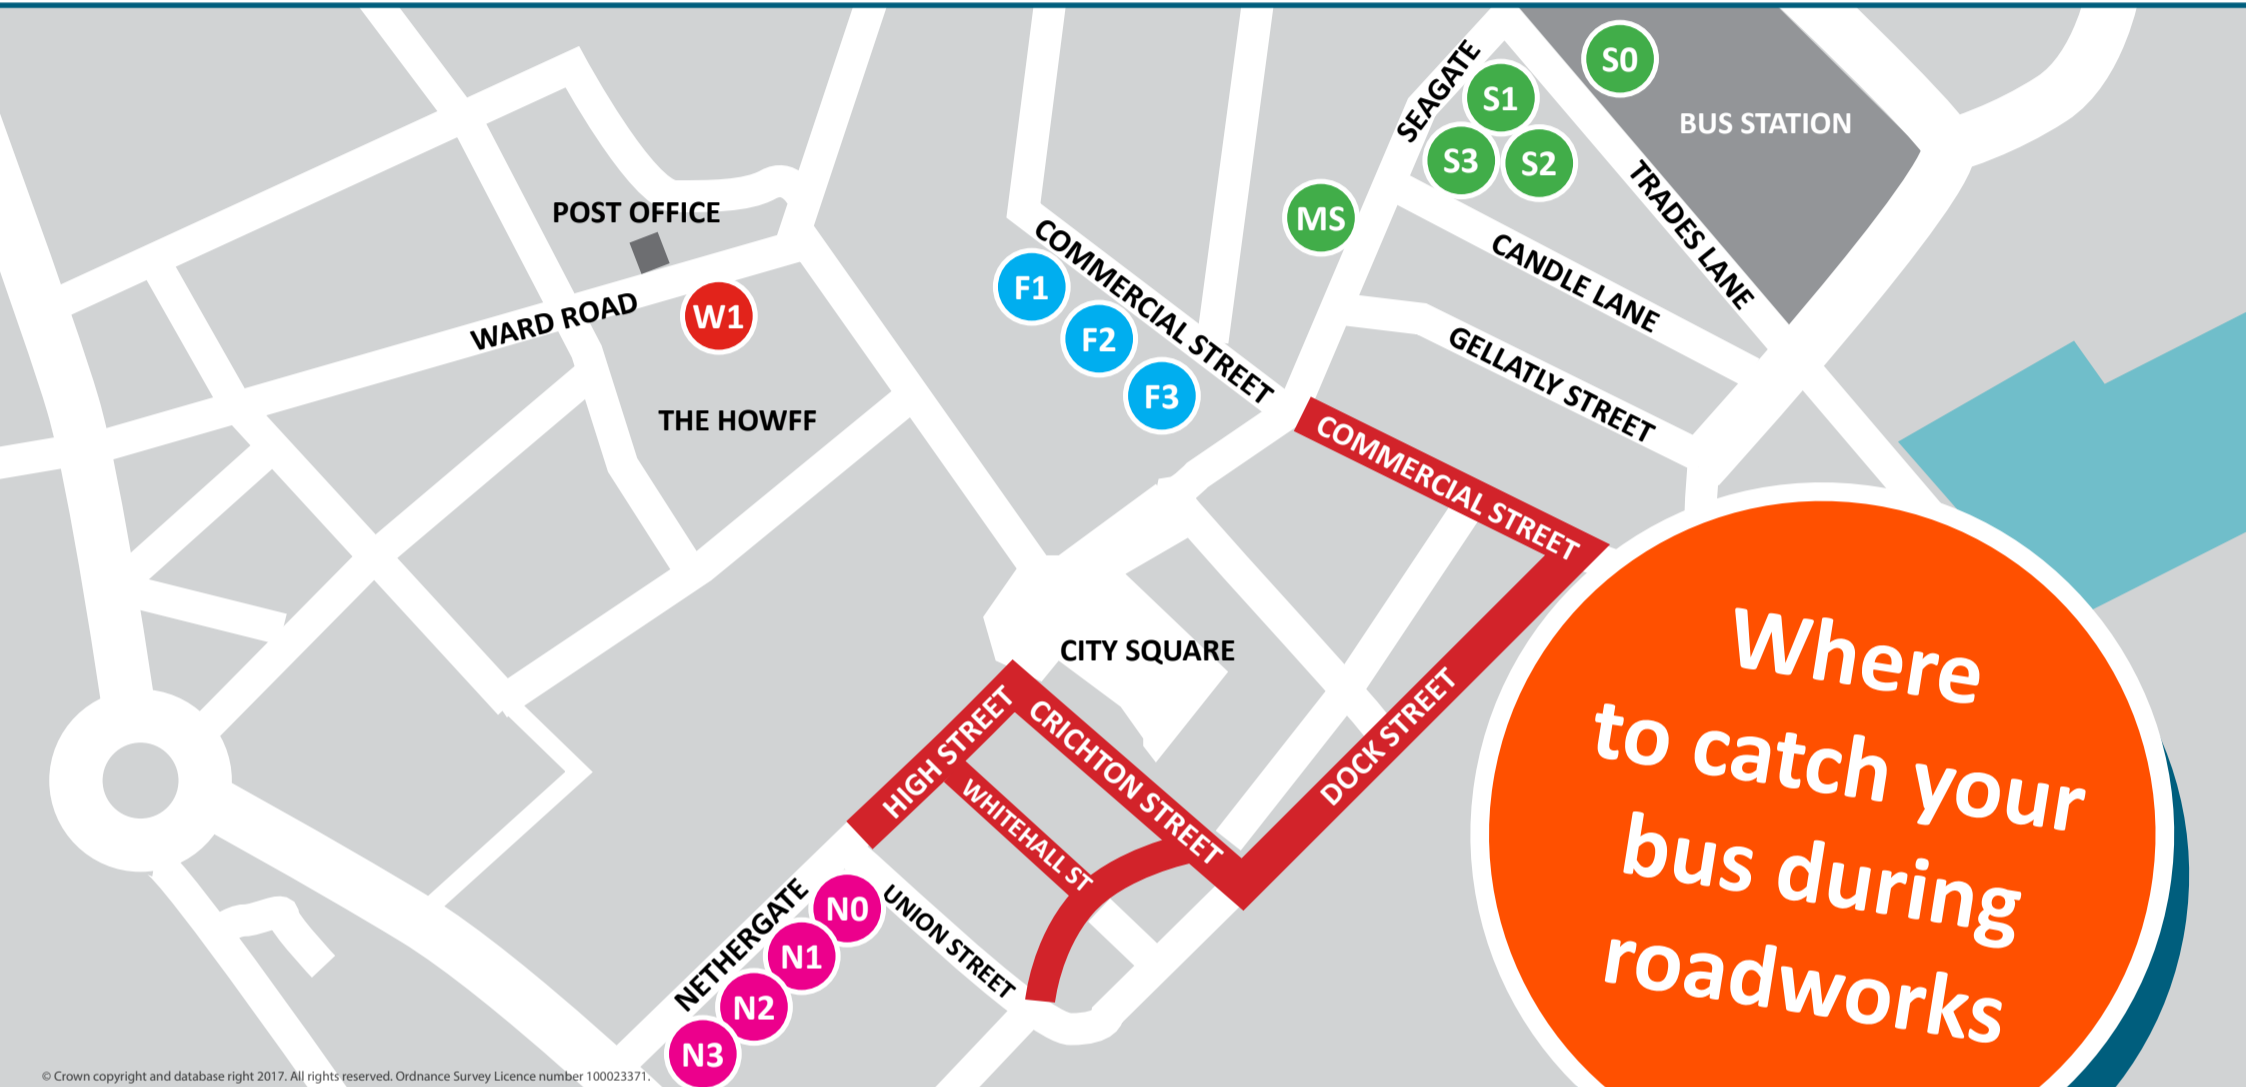 S0
SEAGATE
S1
BUS STATION
S3
S2
TRADES LANE
POST OFFICE
MS
COMMERCIAL STREET
CANDLE LANE
F1
WARD ROAD
W1
F2
GELLATLY STREET
F3
THE HOWFF
COMMERCIAL STREET
CITY SQUARE
HIGH STREET
CRICHTON STREET
DOCK STREET
WHITEHALL ST
NETHERGATE
N0
UNION STREET
N1
N2
N3
Where
to catch your
bus during
roadworks
© Crown copyright and database right 2017. All rights reserved. Ordnance Survey Licence number 100023371.